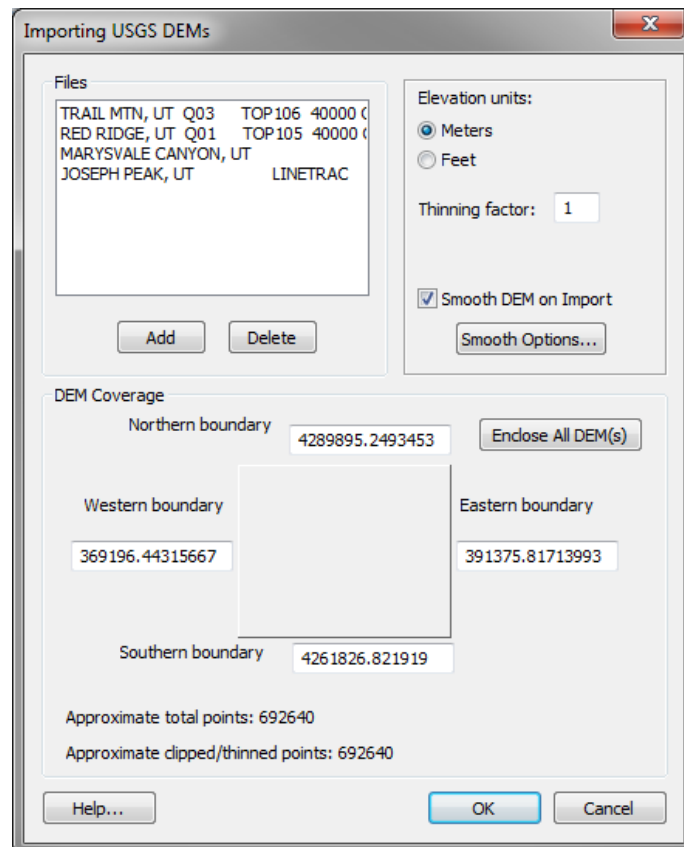 Importing USGS DEMs
Files
TRAIL MTN, UT Q03 TOP106 40000 (
RED RIDGE, UT Q01 TOP105 40000 (
MARYSVALE CANYON, UT
JOSEPH PEAK, UT LINETRAC
Add
Delete
Elevation units:
Meters
Feet
Thinning factor: 1
Smooth DEM on Import
Smooth Options...
DEM Coverage
Northern boundary
4289895.2493453
Enclose All DEM(s)
Western boundary
369196.44315667
Eastern boundary
391375.81713993
Southern boundary
4261826.821919
Approximate total points: 692640
Approximate clipped/thinned points: 692640
Help...
OK
Cancel